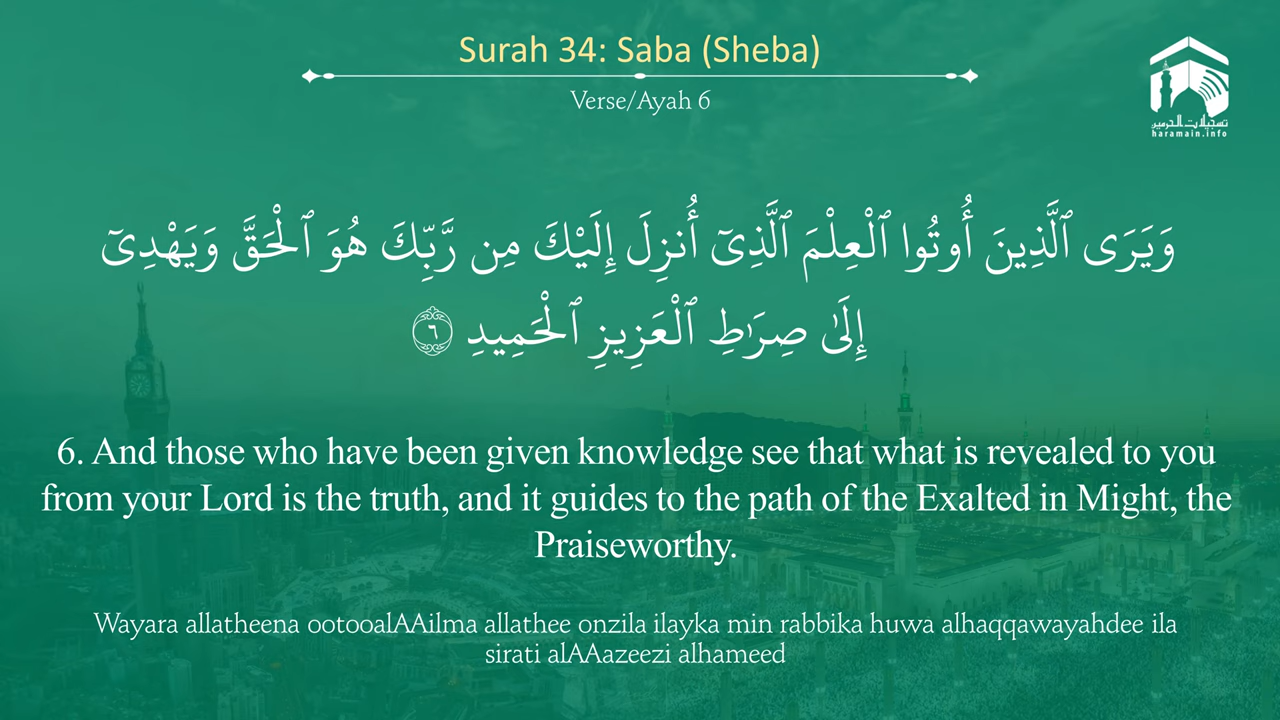 Surah 34: Saba (Sheba)
Verse/Ayah 6
تسجيلات الحرمين
haramain.info
وَيَرَى ٱلَّذِينَ أُوتُوا ٱلْعِلْمَ ٱلَّذِىٓ أُنزِلَ إِلَيْكَ مِن رَّبِّكَ هُوَ ٱلْحَقَّ وَيَهْدِىٓ
إِلَىٰ صِرَٰطِ ٱلْعَزِيزِ ٱلْحَمِيدِ ٦
6. And those who have been given knowledge see that what is revealed to you
from your Lord is the truth, and it guides to the path of the Exalted in Might, the
Praiseworthy.
Wayara allatheena ootooalAAilma allathee onzila ilayka min rabbika huwa alhaqqawayahdee ila
sirati alAAazeezi alhameed